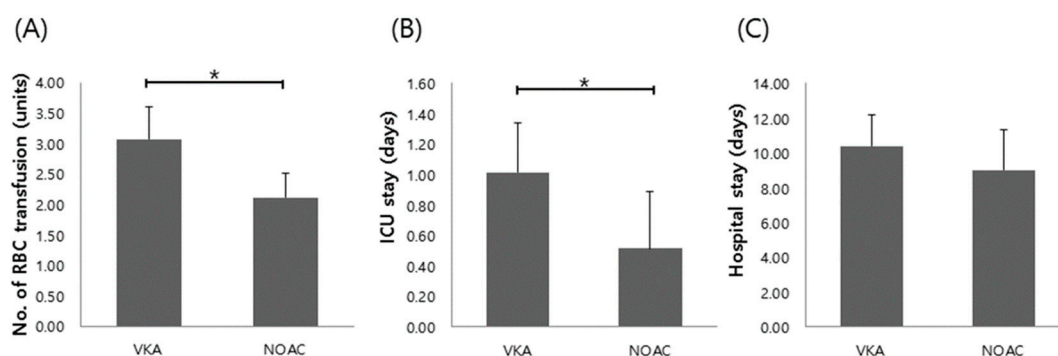 (A)
No. of RBC transfusion (units)
4.00
3.50
3.00
2.50
2.00
1.50
1.00
0.50
0.00
*
VKA
NOAC
(B)
ICU stay (days)
1.60
1.40
1.20
1.00
0.80
0.60
0.40
0.20
0.00
*
VKA
NOAC
(C)
Hospital stay (days)
14.00
12.00
10.00
8.00
6.00
4.00
2.00
0.00
VKA
NOAC